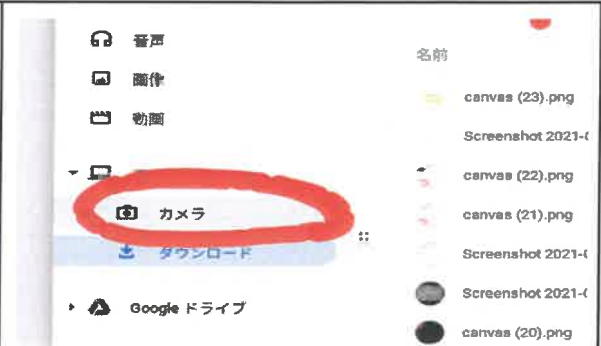 音声
画像
動画
カメラ
ダウンロード
Google ドライブ
名前
canvas (23).png
Screenshot 2021-(
canvas (22).png
canvas (21).png
Screenshot 2021-(
Screenshot 2021-(
canvas (20).png